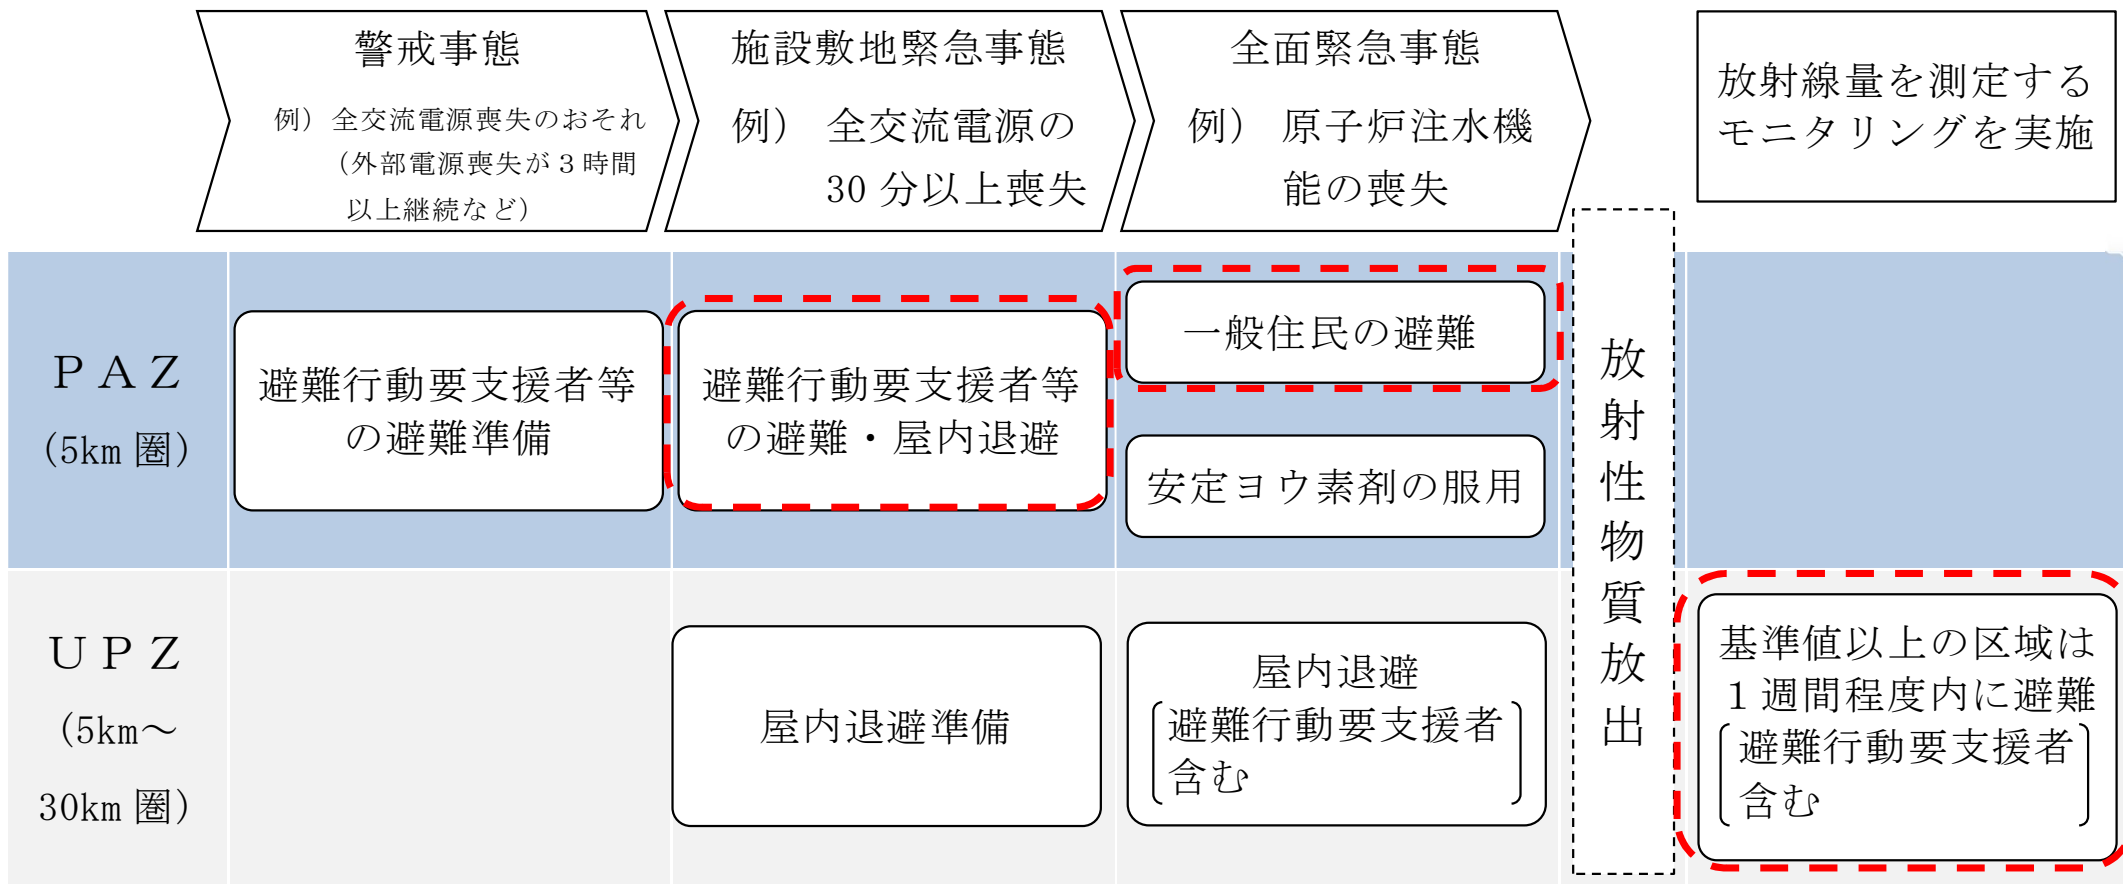 警戒事態
例）全交流電源喪失のおそれ
（外部電源喪失が３時間
以上継続など）
施設敷地緊急事態
例） 全交流電源の
30 分以上喪失
全面緊急事態
例） 原子炉注水機
能の喪失
放射線量を測定する
モニタリングを実施
ＰＡＺ
(5km 圏)
避難行動要支援者等
の避難準備
避難行動要支援者等
の避難・屋内退避
一般住民の避難
安定ヨウ素剤の服用
放射性物質放出
ＵＰＺ
(5km～
30km 圏)
屋内退避準備
屋内退避
避難行動要支援者
含む
基準値以上の区域は
１週間程度内に避難
避難行動要支援者
含む